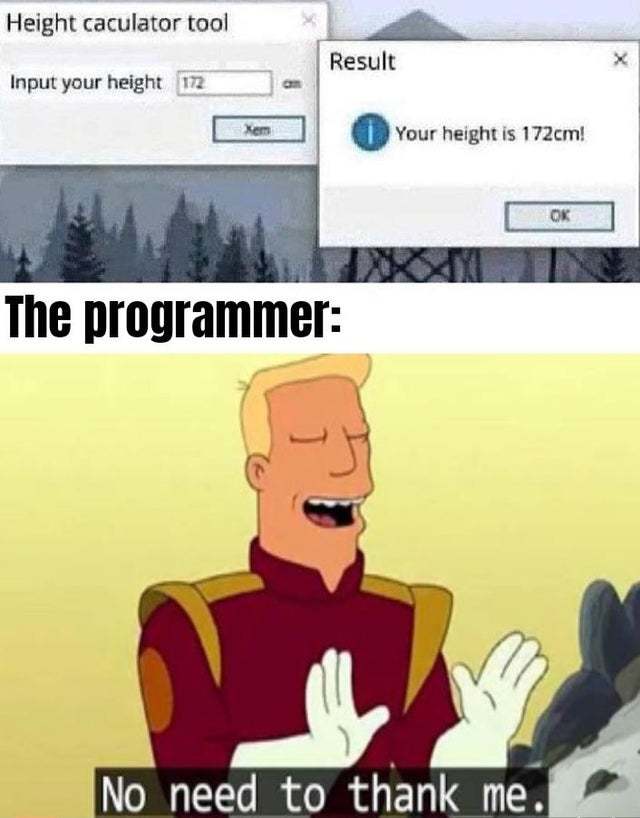 Height caculator tool
Input your height 172 cm
Xem
Result
Your height is 172cm!
OK
The programmer:
No need to thank me.